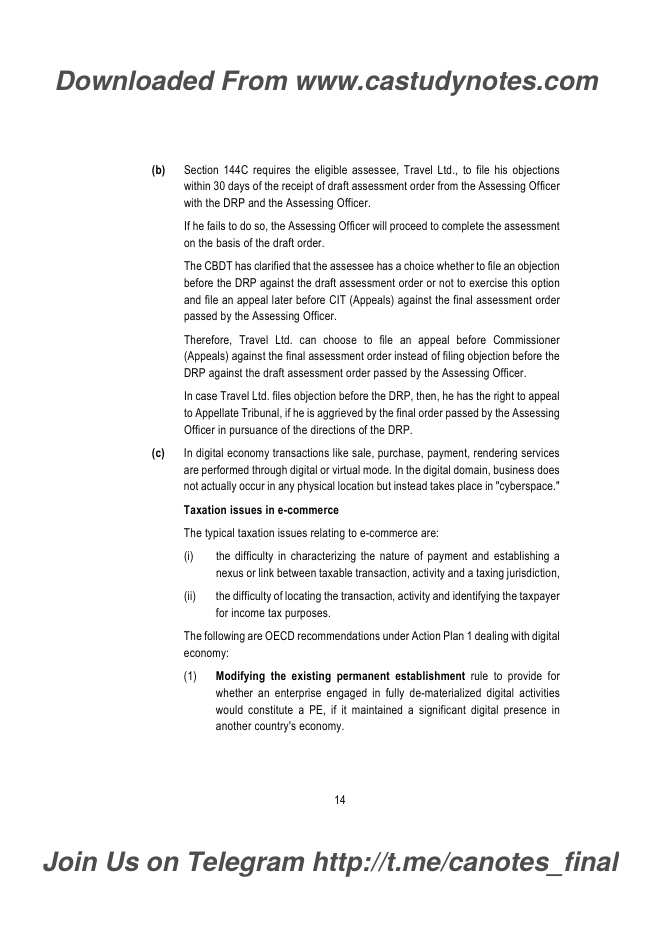 Downloaded From www.castudynotes.com
(b) Section 144C requires the eligible assessee, Travel Ltd., to file his objections
within 30 days of the receipt of draft assessment order from the Assessing Officer
with the DRP and the Assessing Officer.
If he fails to do so, the Assessing Officer will proceed to complete the assessment
on the basis of the draft order.
The CBDT has clarified that the assessee has a choice whether to file an objection
before the DRP against the draft assessment order or not to exercise this option
and file an appeal later before CIT (Appeals) against the final assessment order
passed by the Assessing Officer.
Therefore, Travel Ltd. can choose to file an appeal before Commissioner
(Appeals) against the final assessment order instead of filing objection before the
DRP against the draft assessment order passed by the Assessing Officer.
In case Travel Ltd. files objection before the DRP, then, he has the right to appeal
to Appellate Tribunal, if he is aggrieved by the final order passed by the Assessing
Officer in pursuance of the directions of the DRP.
(c) In digital economy transactions like sale, purchase, payment, rendering services
are performed through digital or virtual mode. In the digital domain, business does
not actually occur in any physical location but instead takes place in "cyberspace."
Taxation issues in e-commerce
The typical taxation issues relating to e-commerce are:
(i) the difficulty in characterizing the nature of payment and establishing a
nexus or link between taxable transaction, activity and a taxing jurisdiction,
(ii) the difficulty of locating the transaction, activity and identifying the taxpayer
for income tax purposes.
The following are OECD recommendations under Action Plan 1 dealing with digital
economy:
(1) Modifying the existing permanent establishment rule to provide for
whether an enterprise engaged in fully de-materialized digital activities
would constitute a PE, if it maintained a significant digital presence in
another country's economy.
14
Join Us on Telegram http://t.me/canotes_final